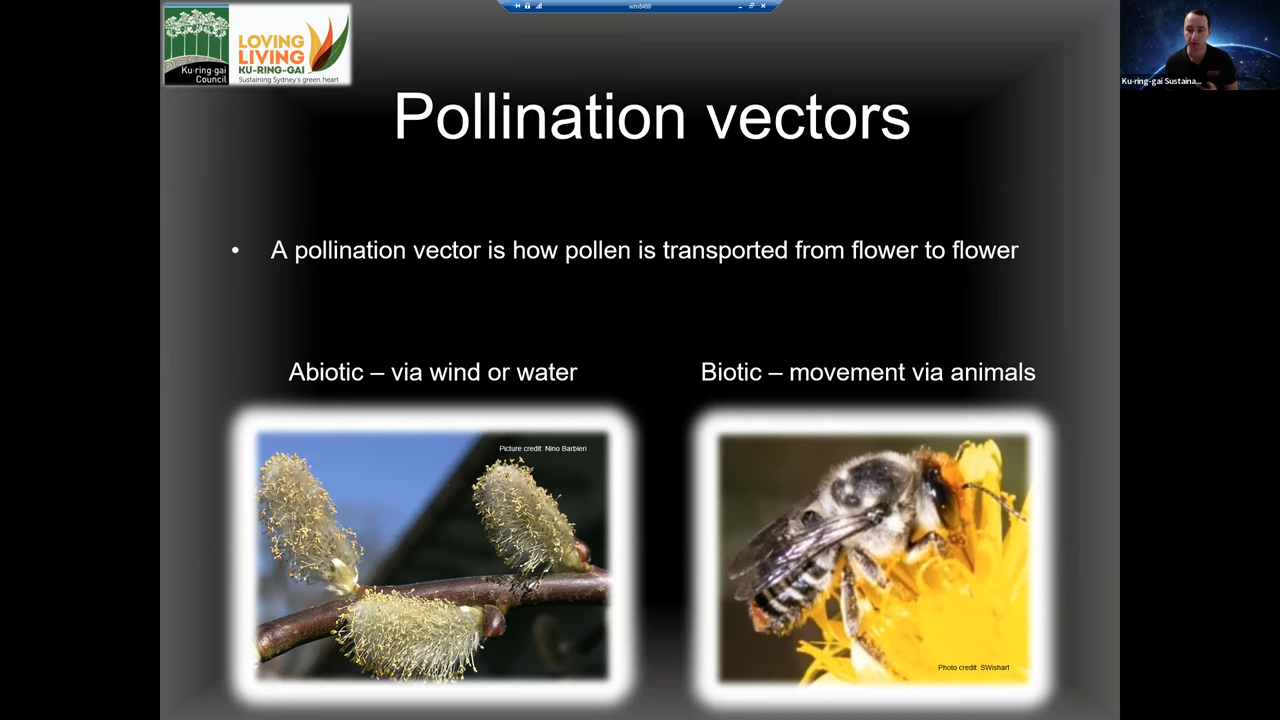 wtn8468
Ku-ring-gai
Council
LOVING
LIVING
KU-RING-GAI
Sustaining Sydney's green heart
Ku-ring-gai Sustaina...
Pollination vectors
• A pollination vector is how pollen is transported from flower to flower
Abiotic – via wind or water
Biotic – movement via animals
Picture credit: Nino Barbieri
Photo credit: SWishart